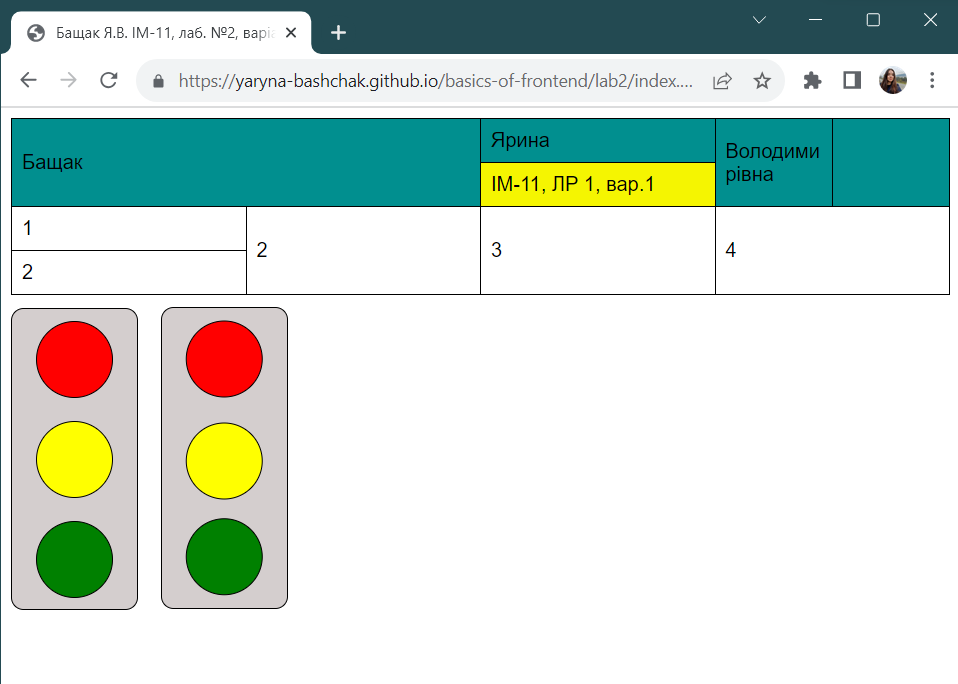 Бащак Я.В. ІМ-11, лаб. №2, варіа
https://yaryna-bashchak.github.io/basics-of-frontend/lab2/index....
Бащак
Ярина
ІМ-11, ЛР 1, вар.1
Володими
рівна
1
2
2
3
4